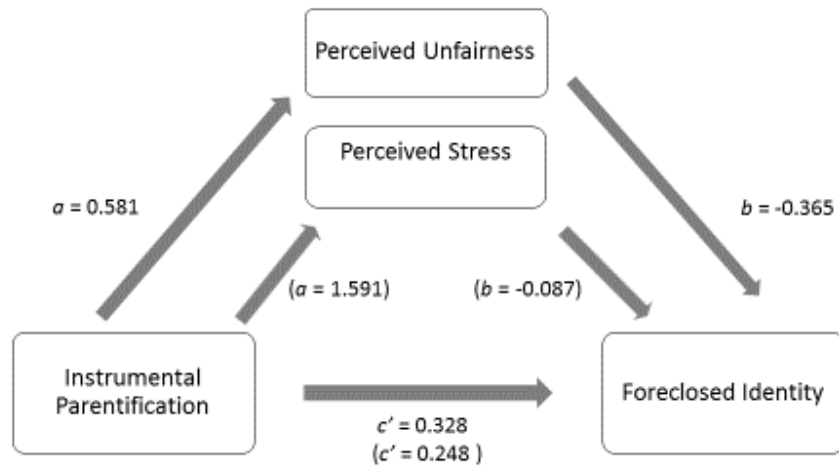 Perceived Unfairness
Perceived Stress
a = 0.581
b = -0.365
(a = 1.591)
(b = -0.087)
Instrumental
Parentification
Foreclosed Identity
c’ = 0.328
(c’ = 0.248 )